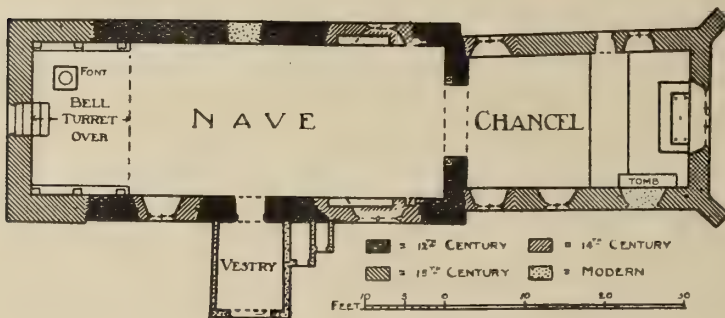 FONT
BELL
TURRET
OVER
NAVE
CHANCEL
TOMB
VESTRY
= 12TH CENTURY
= 14TH CENTURY
= 15TH CENTURY
= MODERN
FEET 10 5 0 10 20 30